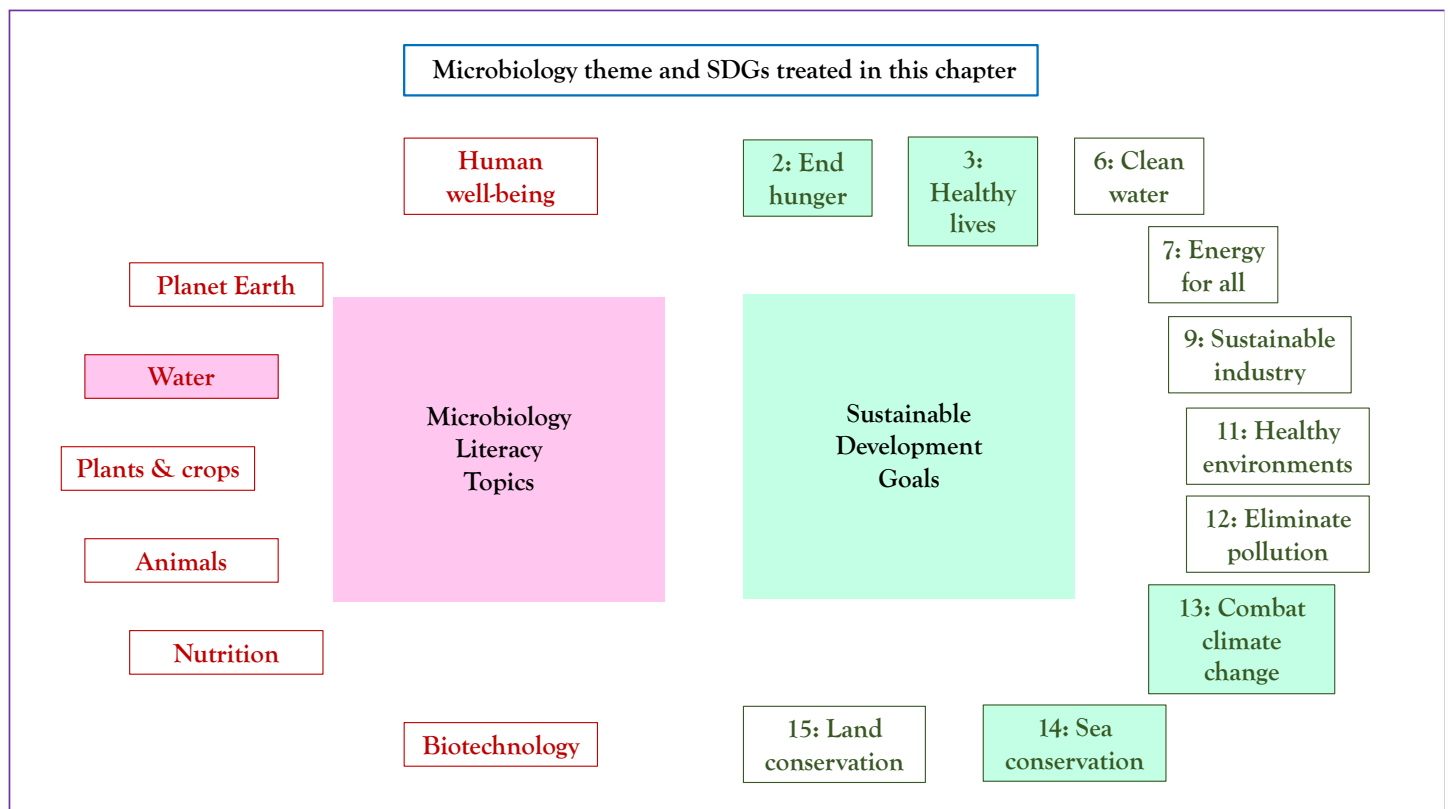 Microbiology theme and SDGs treated in this chapter
Human
well-being
Planet Earth
Water
Plants & crops
Animals
Nutrition
Biotechnology
Microbiology
Literacy
Topics
Sustainable
Development
Goals
2: End
hunger
3:
Healthy
lives
6: Clean
water
7: Energy
for all
9: Sustainable
industry
11: Healthy
environments
12: Eliminate
pollution
13: Combat
climate
change
14: Sea
conservation
15: Land
conservation